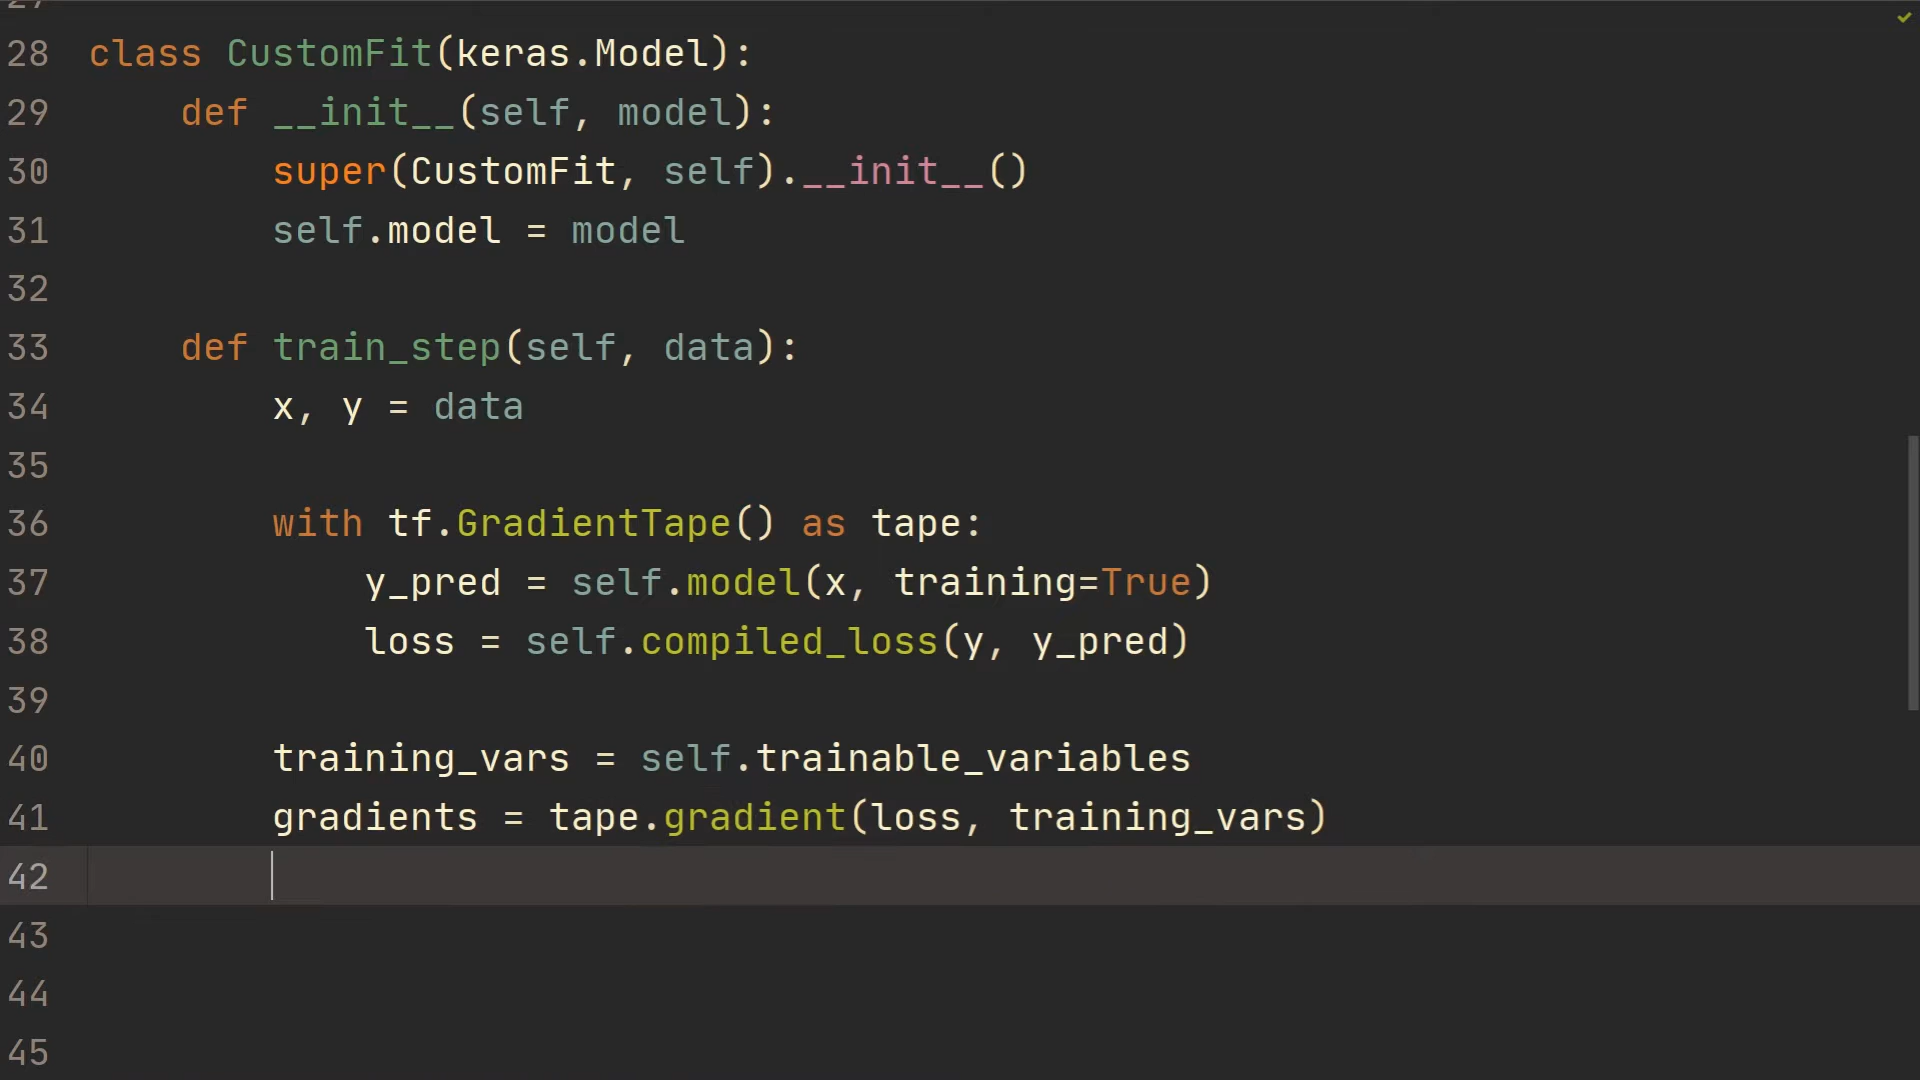 28 class CustomFit(keras.Model):
29     def __init__(self, model):
30         super(CustomFit, self).__init__()
31         self.model = model
32
33     def train_step(self, data):
34         x, y = data
35
36         with tf.GradientTape() as tape:
37             y_pred = self.model(x, training=True)
38             loss = self.compiled_loss(y, y_pred)
39
40         training_vars = self.trainable_variables
41         gradients = tape.gradient(loss, training_vars)
42
43
44
45